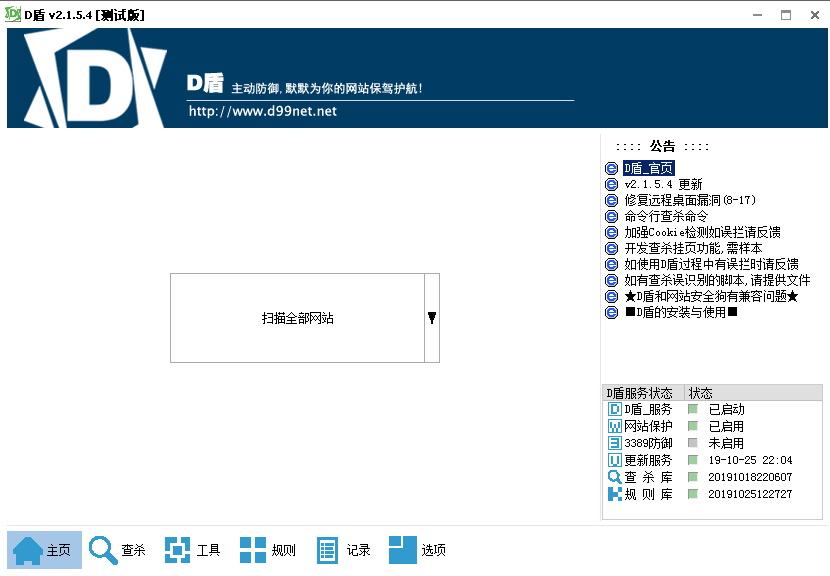 D盾 v2.1.5.4 [测试版]
D
D盾 主动防御,默默为你的网站保驾护航!
http://www.d99net.net
:::: 公告 ::::
D盾_官页
v2.1.5.4 更新
修复远程桌面漏洞(8-17)
命令行查杀命令
加强Cookie检测如误拦请反馈
开发查杀挂页功能,需样本
如使用D盾过程中有误拦时请反馈
如有查杀误识别的脚本,请提供文件
★D盾和网站安全狗有兼容问题★
■D盾的安装与使用■
扫描全部网站
D盾服务状态 状态
D盾_服务 已启动
网站保护 已启用
3389防御 未启用
更新服务 19-10-25 22:04
查 杀 库 20191018220607
规 则 库 20191025122727
主页 查杀 工具 规则 记录 选项